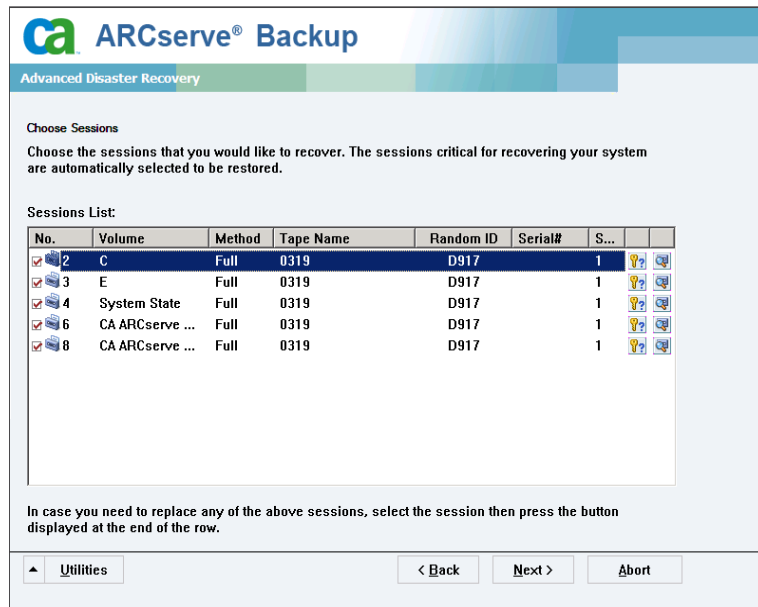 ca ARCserve® Backup
Advanced Disaster Recovery
Choose Sessions
Choose the sessions that you would like to recover. The sessions critical for recovering your system
are automatically selected to be restored.
Sessions List:
No. Volume Method Tape Name Random ID Serial# S...
2 C Full 0319 D917 1
3 E Full 0319 D917 1
4 System State Full 0319 D917 1
6 CA ARCserve ... Full 0319 D917 1
8 CA ARCserve ... Full 0319 D917 1
In case you need to replace any of the above sessions, select the session then press the button
displayed at the end of the row.
Utilities < Back Next > Abort